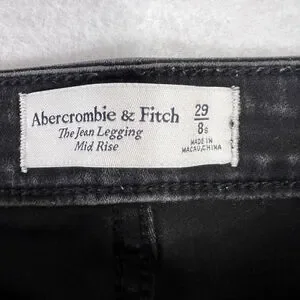 Abercrombie & Fitch
The Jean Legging
Mid Rise
29
8s
MADE IN
MACAU, CHINA